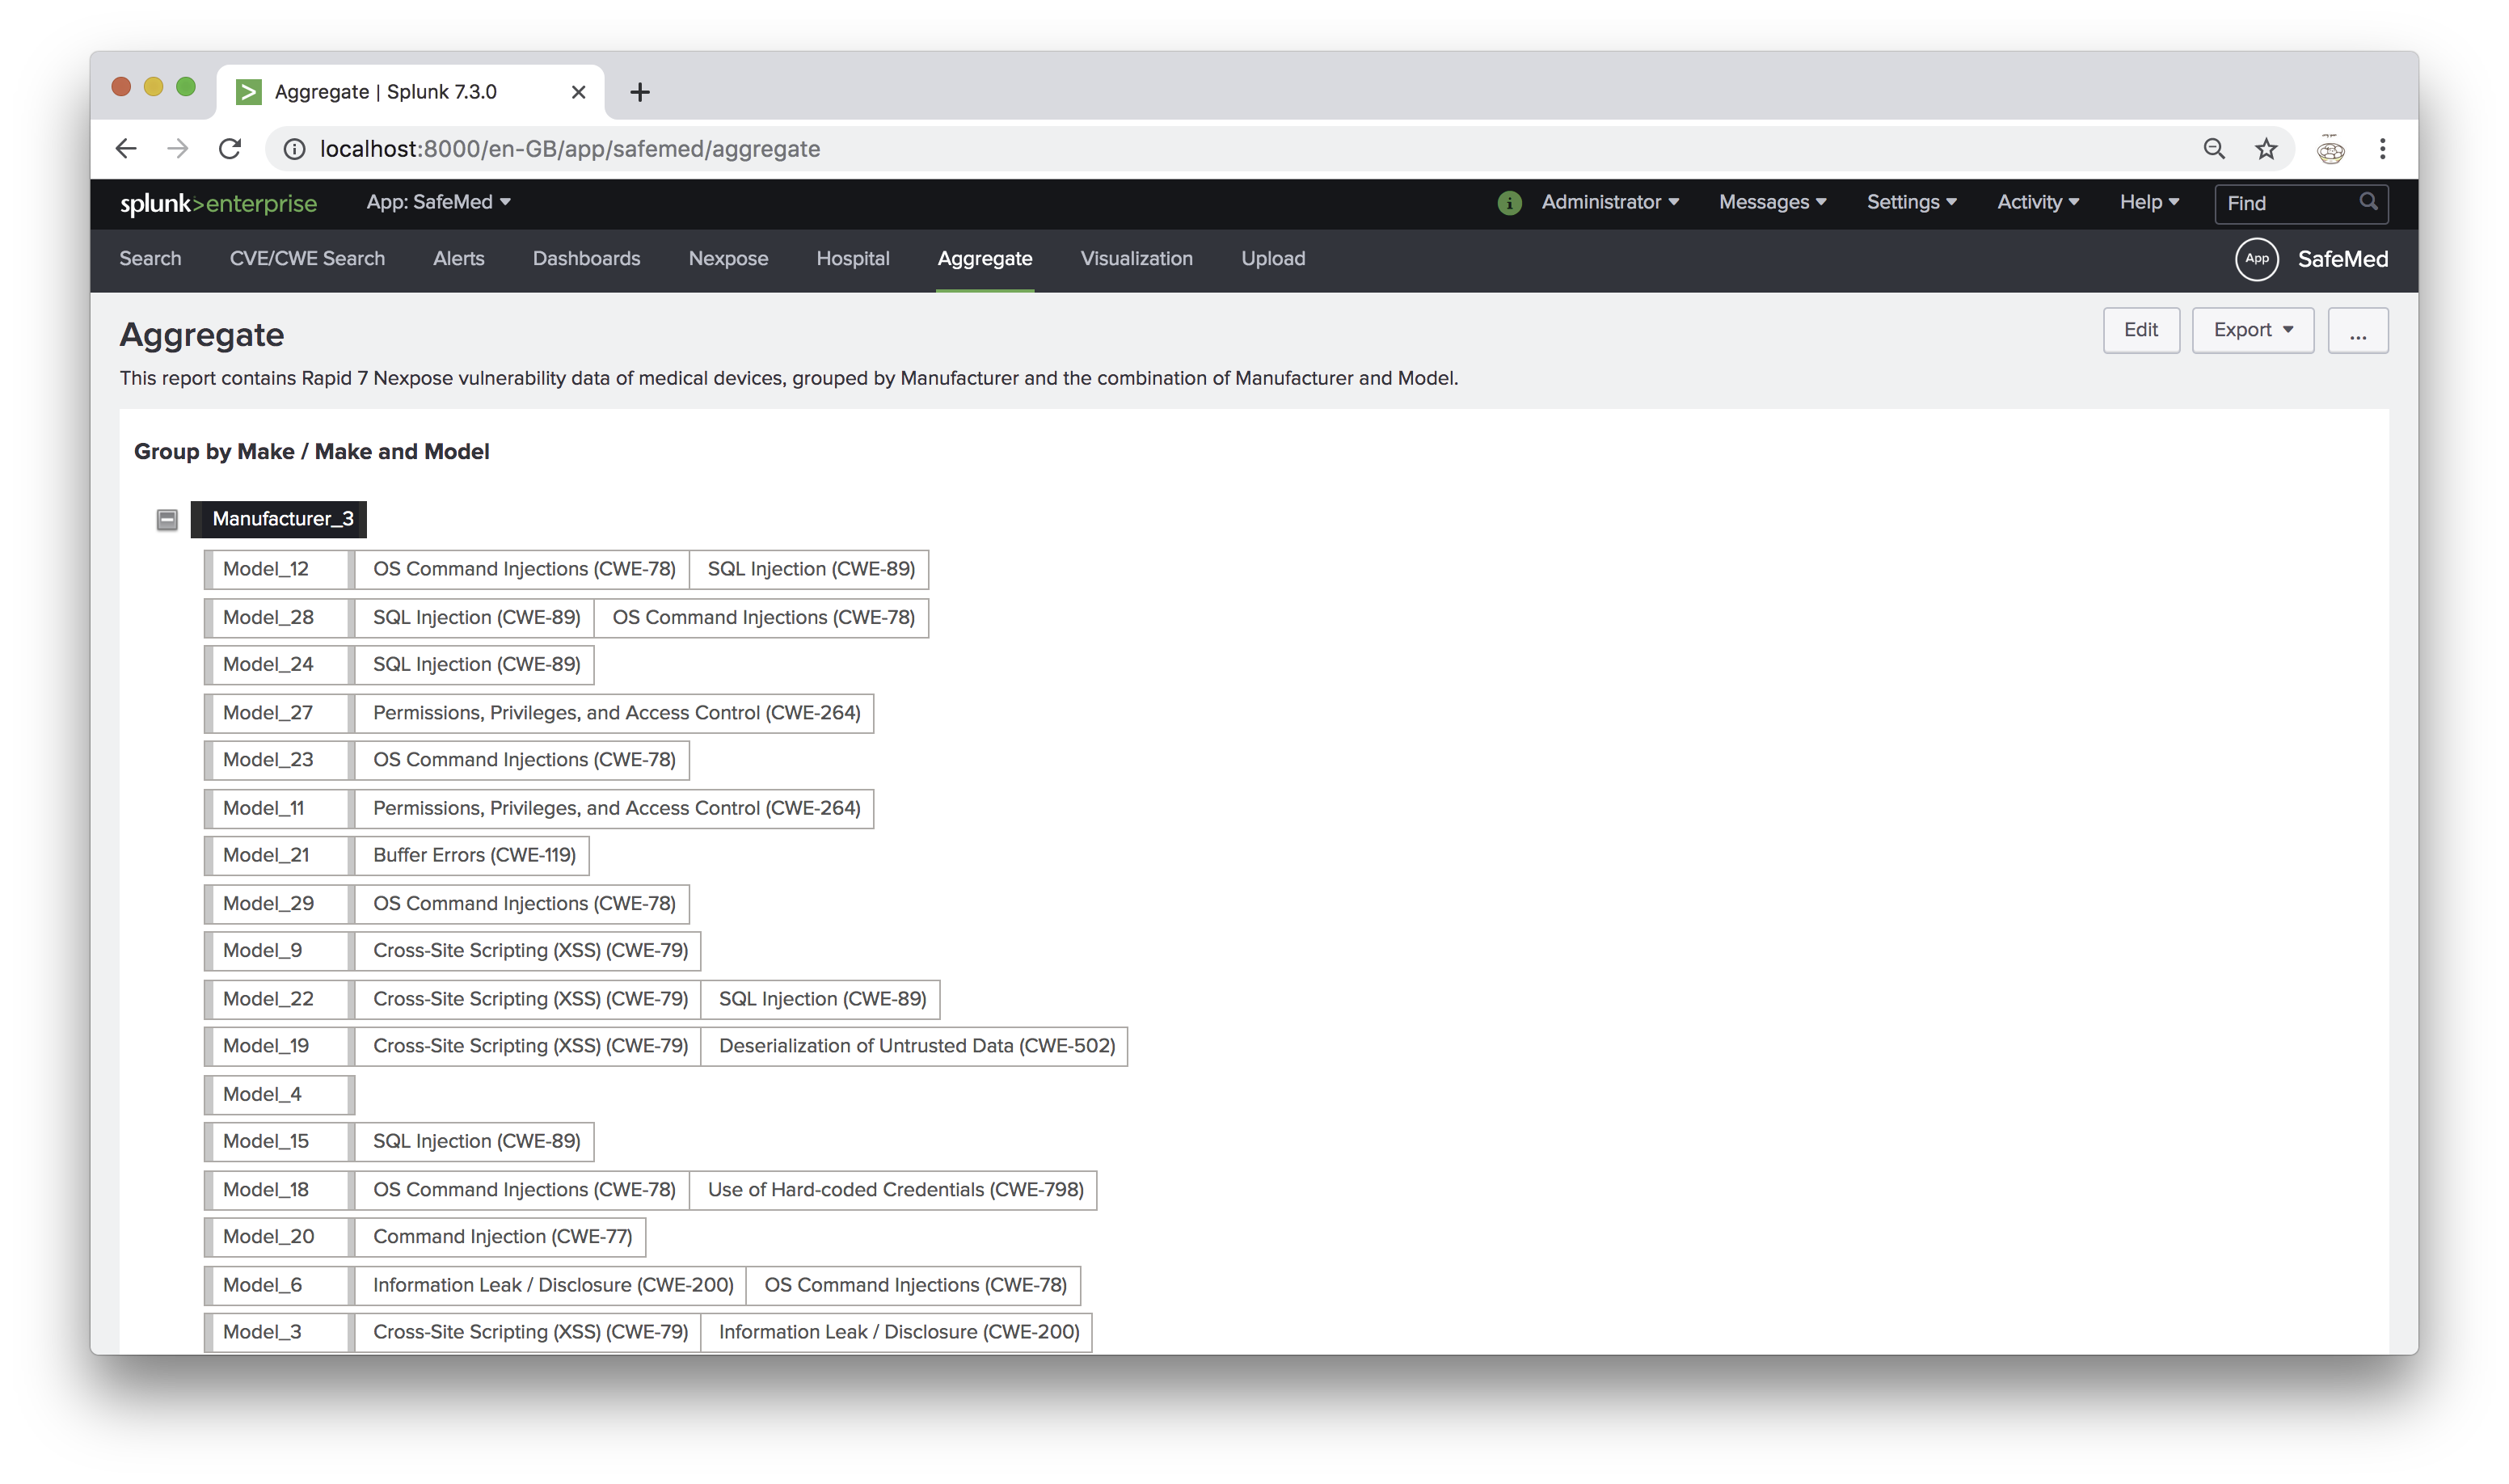 Aggregate | Splunk 7.3.0
localhost:8000/en-GB/app/safemed/aggregate
splunk>enterprise App: SafeMed i Administrator Messages Settings Activity Help Find
Search CVE/CWE Search Alerts Dashboards Nexpose Hospital Aggregate Visualization Upload App SafeMed
Aggregate Edit Export ...
This report contains Rapid 7 Nexpose vulnerability data of medical devices, grouped by Manufacturer and the combination of Manufacturer and Model.
Group by Make / Make and Model
Manufacturer_3
Model_12 OS Command Injections (CWE-78) SQL Injection (CWE-89)
Model_28 SQL Injection (CWE-89) OS Command Injections (CWE-78)
Model_24 SQL Injection (CWE-89)
Model_27 Permissions, Privileges, and Access Control (CWE-264)
Model_23 OS Command Injections (CWE-78)
Model_11 Permissions, Privileges, and Access Control (CWE-264)
Model_21 Buffer Errors (CWE-119)
Model_29 OS Command Injections (CWE-78)
Model_9 Cross-Site Scripting (XSS) (CWE-79)
Model_22 Cross-Site Scripting (XSS) (CWE-79) SQL Injection (CWE-89)
Model_19 Cross-Site Scripting (XSS) (CWE-79) Deserialization of Untrusted Data (CWE-502)
Model_4
Model_15 SQL Injection (CWE-89)
Model_18 OS Command Injections (CWE-78) Use of Hard-coded Credentials (CWE-798)
Model_20 Command Injection (CWE-77)
Model_6 Information Leak / Disclosure (CWE-200) OS Command Injections (CWE-78)
Model_3 Cross-Site Scripting (XSS) (CWE-79) Information Leak / Disclosure (CWE-200)